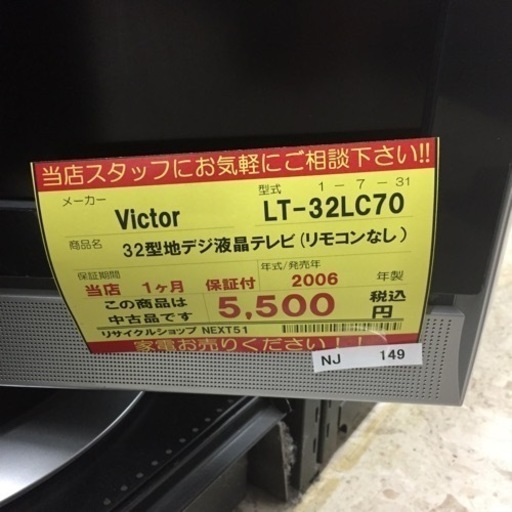 当店スタッフにお気軽にご相談下さい!!
メーカー 型式 1-7-31
Victor LT-32LC70
商品名 32型地デジ液晶テレビ(リモコンなし)
保証期間 年式/発売年
当店 1ヶ月 保証付 2006 年製
この商品は 中古品です 5,500 税込 円
リサイクルショップ NEXT51
家電お売りください!!
NJ 149